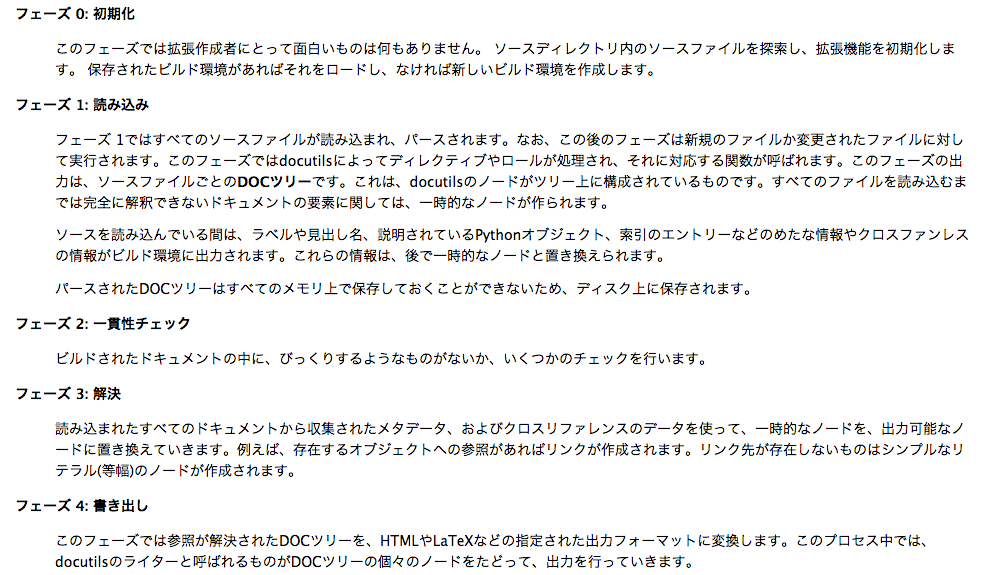 フェーズ 0: 初期化
このフェーズでは拡張作成者にとって面白いものは何もありません。 ソースディレクトリ内のソースファイルを探索し、拡張機能を初期化しま
す。 保存されたビルド環境があればそれをロードし、なければ新しいビルド環境を作成します。
フェーズ 1: 読み込み
フェーズ 1ではすべてのソースファイルが読み込まれ、パースされます。なお、この後のフェーズは新規のファイルか変更されたファイルに対し
て実行されます。このフェーズではdocutilsによってディレクティブやロールが処理され、それに対応する関数が呼ばれます。このフェーズの出
力は、ソースファイルごとのDOCツリーです。これは、docutilsのノードがツリー上に構成されているものです。すべてのファイルを読み込むま
では完全に解釈できないドキュメントの要素に関しては、一時的なノードが作られます。
ソースを読み込んでいる間は、ラベルや見出し名、説明されているPythonオブジェクト、索引のエントリーなどのめたな情報やクロスファンレス
の情報がビルド環境に出力されます。これらの情報は、後で一時的なノードと置き換えられます。
パースされたDOCツリーはすべてのメモリ上で保存しておくことができないため、ディスク上に保存されます。
フェーズ 2: 一貫性チェック
ビルドされたドキュメントの中に、びっくりするようなものがないか、いくつかのチェックを行います。
フェーズ 3: 解決
読み込まれたすべてのドキュメントから収集されたメタデータ、およびクロスリファレンスのデータを使って、一時的なノードを、出力可能なノ
ードに置き換えていきます。例えば、存在するオブジェクトへの参照があればリンクが作成されます。リンク先が存在しないものはシンプルなリ
テラル(等幅)のノードが作成されます。
フェーズ 4: 書き出し
このフェーズでは参照が解決されたDOCツリーを、HTMLやLaTeXなどの指定された出力フォーマットに変換します。このプロセス中では、
docutilsのライターと呼ばれるものがDOCツリーの個々のノードをたどって、出力を行っていきます。